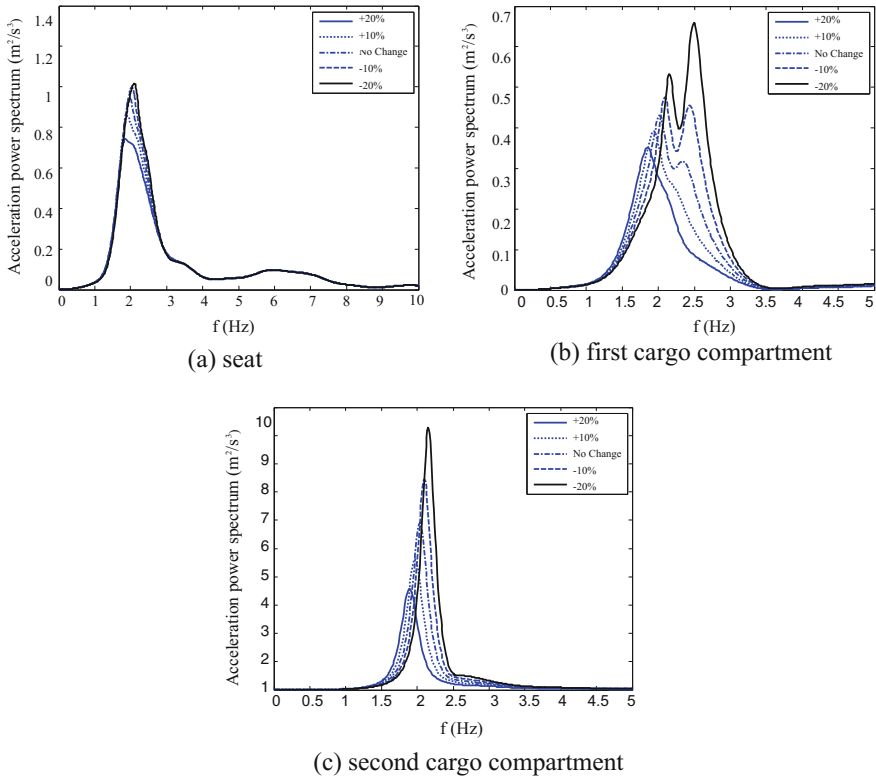 1.4
1.2
1
0.8
0.6
0.4
0.2
0
Acceleration power spectrum (m²/s³)
+20%
+10%
No Change
-10%
-20%
0 1 2 3 4 5 6 7 8 9 10
f (Hz)
(a) seat
0.7
0.6
0.5
0.4
0.3
0.2
0.1
0
Acceleration power spectrum (m²/s³)
+20%
+10%
No Change
-10%
-20%
0 0.5 1 1.5 2 2.5 3 3.5 4 4.5 5
f (Hz)
(b) first cargo compartment
10
9
8
7
6
5
4
3
2
1
Acceleration power spectrum (m²/s³)
+20%
+10%
No Change
-10%
-20%
0 0.5 1 1.5 2 2.5 3 3.5 4 4.5 5
f (Hz)
(c) second cargo compartment